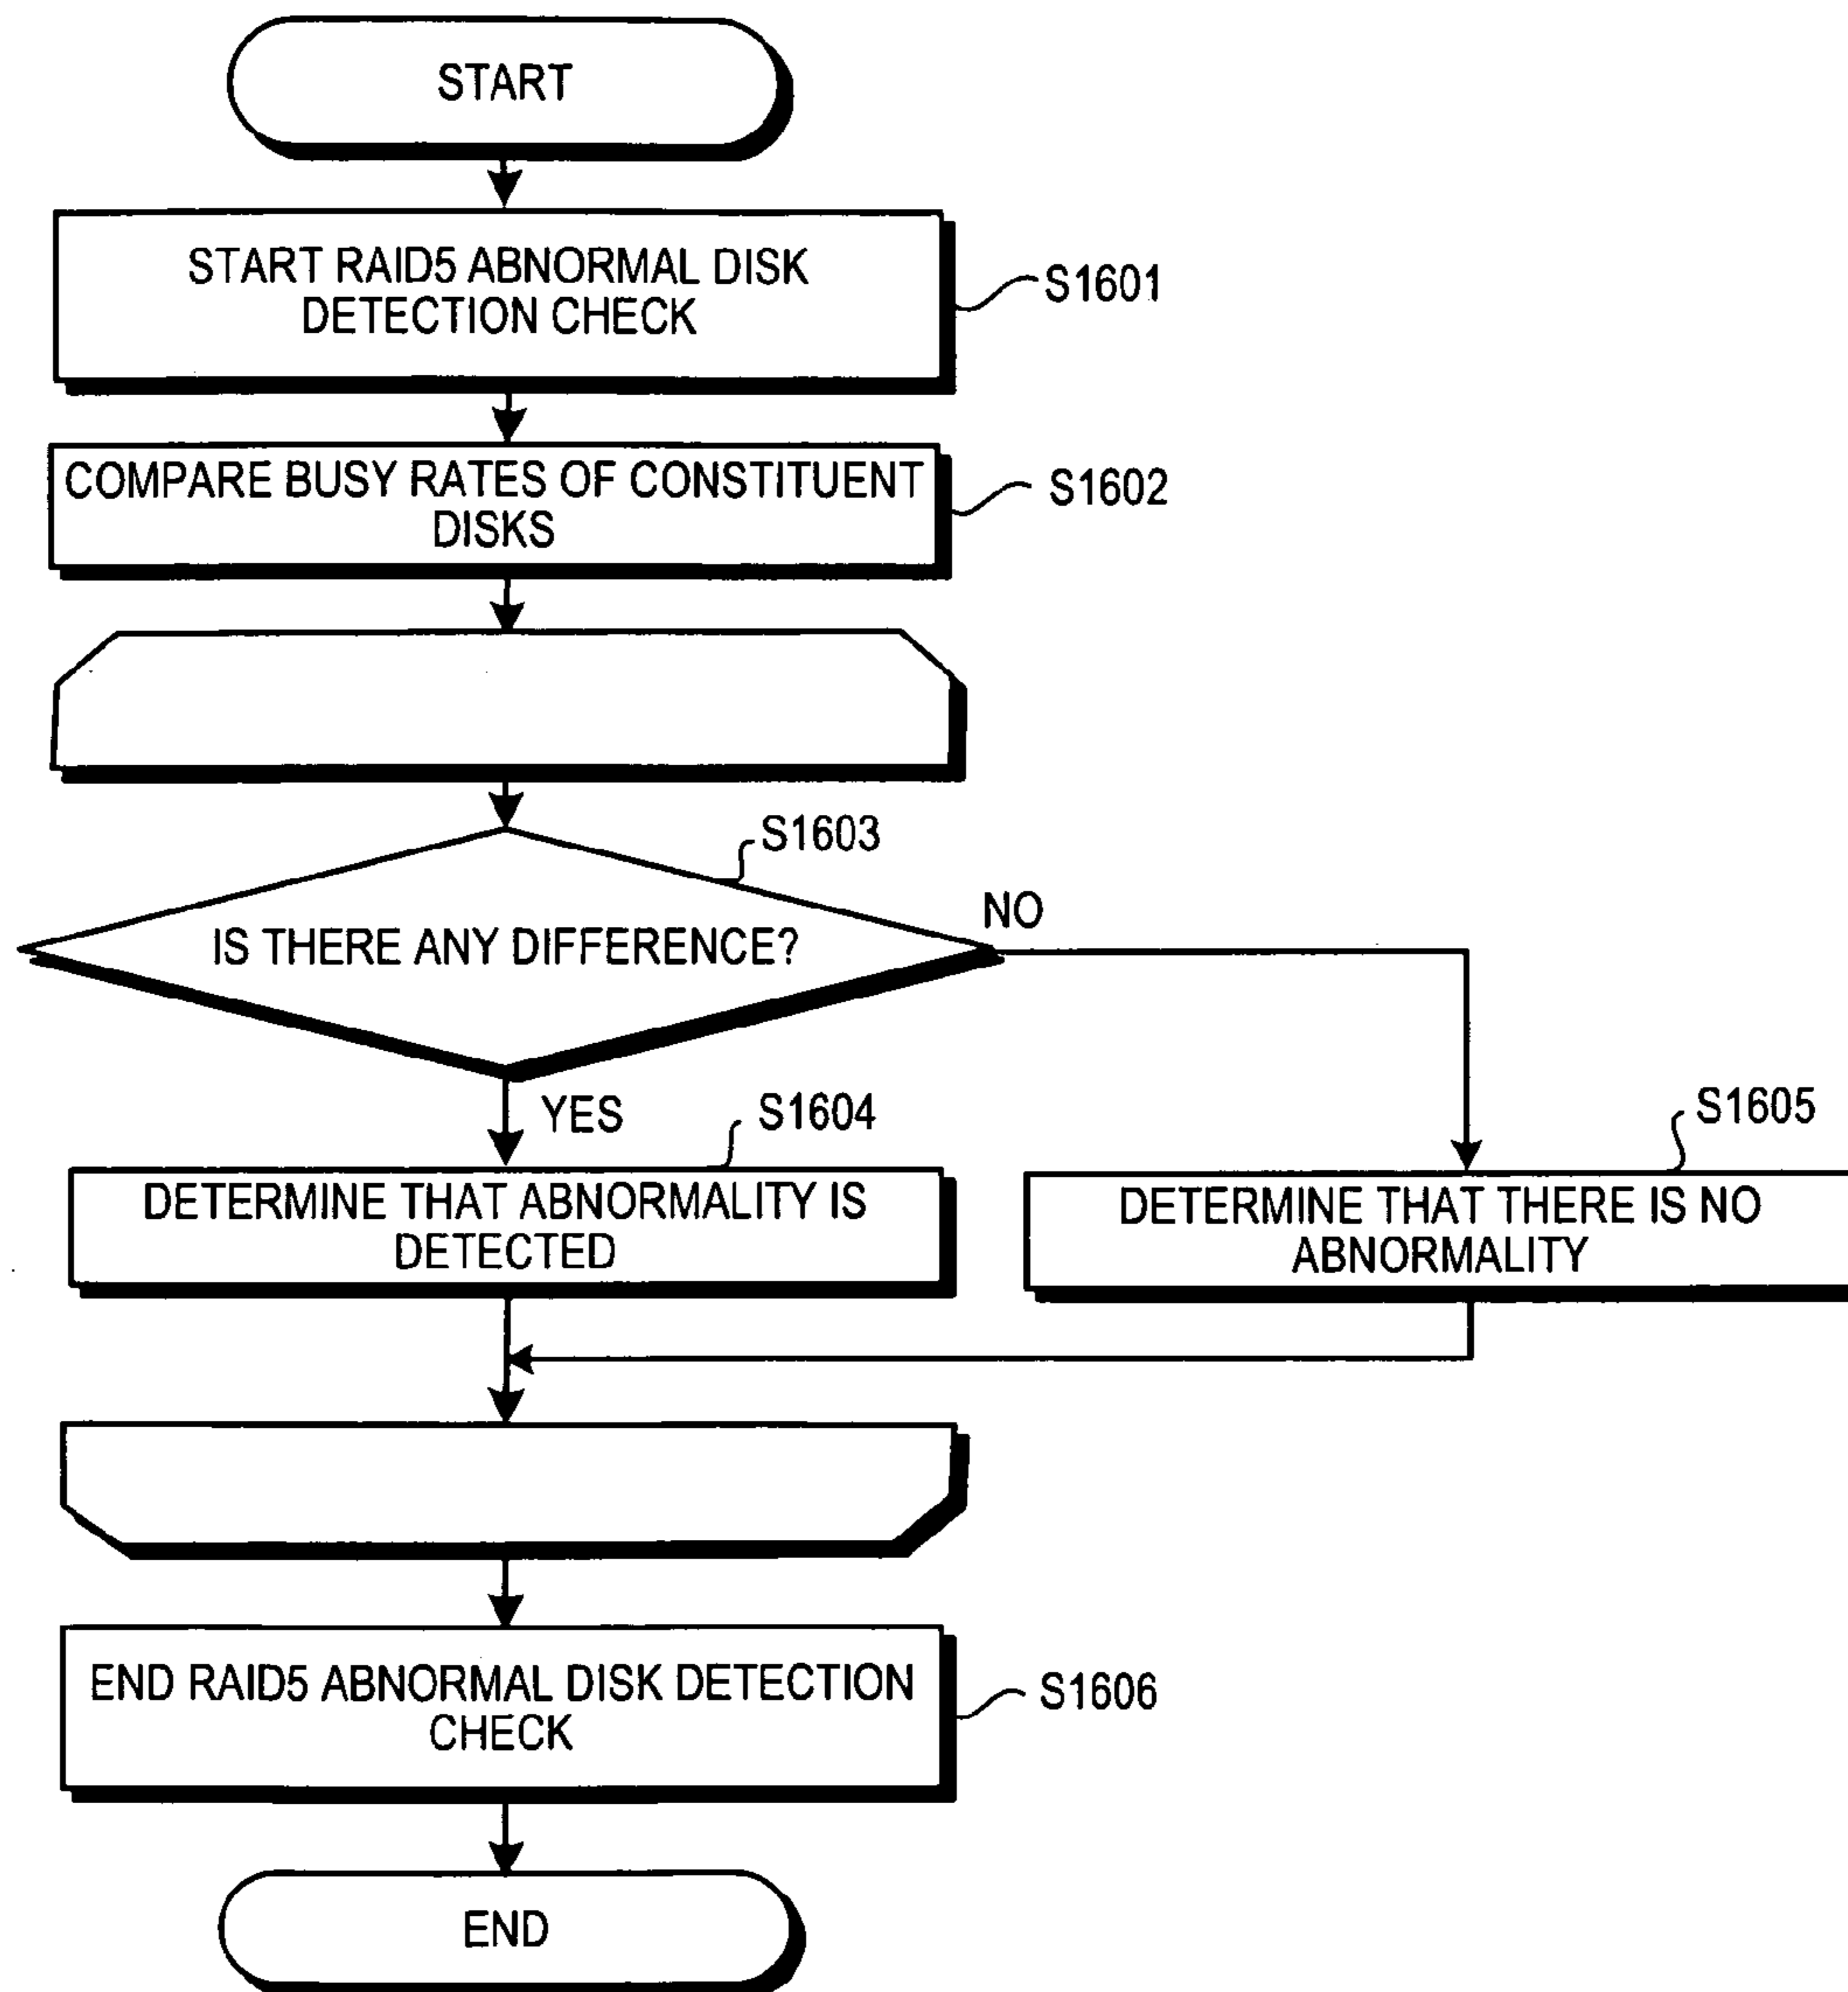 START
START RAID5 ABNORMAL DISK
DETECTION CHECK
S1601
COMPARE BUSY RATES OF CONSTITUENT
DISKS
S1602
S1603
IS THERE ANY DIFFERENCE?
NO
YES
S1604
DETERMINE THAT ABNORMALITY IS
DETECTED
S1605
DETERMINE THAT THERE IS NO
ABNORMALITY
END RAID5 ABNORMAL DISK DETECTION
CHECK
S1606
END